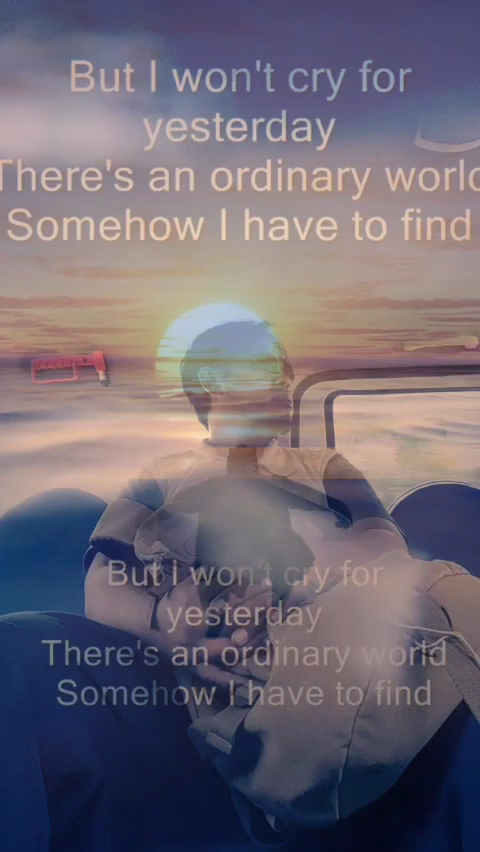 But I won't cry for
yesterday
There's an ordinary world
Somehow I have to find
But i won't cry for
yesterday
There's an ordinary world
Somehow I have to find